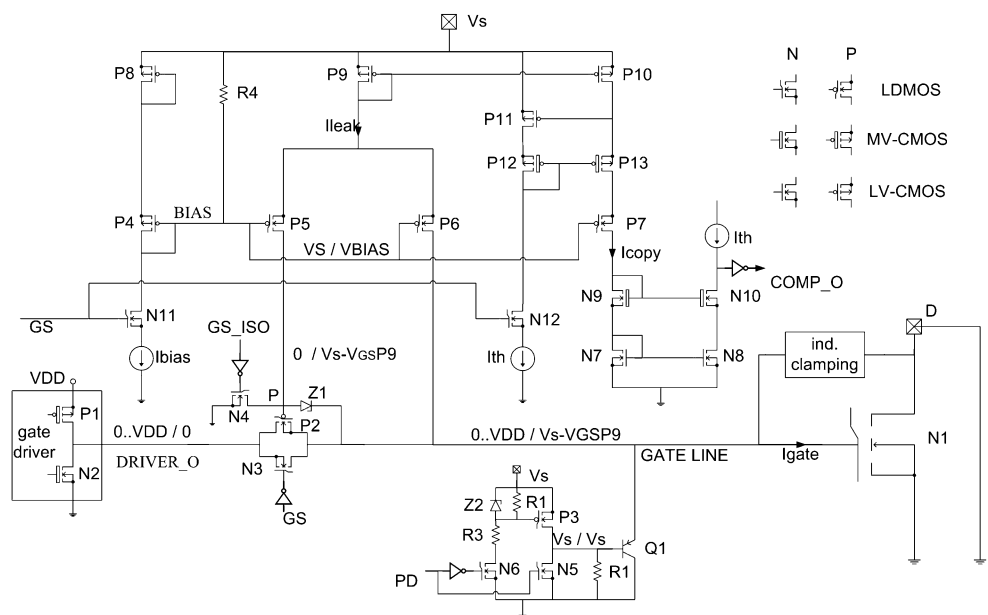 Vs
N P
P8 P9 P10
R4 LDMOS
P11
Ileak
P12 P13 MV-CMOS
LV-CMOS
P4 BIAS P5 P6 P7
Ith
VS / VBIAS
Icopy
COMP_O
N9 N10
GS N11 GS_ISO N12
D
Ibias 0 / Vs-VGSP9 Ith N7 N8
ind.
clamping
VDD
P Z1
P1 N4 P2
gate
driver
0..VDD / 0 0..VDD / Vs-VGSP9 N1
N2 DRIVER_O N3 GATE LINE Igate
Vs
GS Z2 R1 P3
R3 Vs / Vs
Q1
PD N6 N5 R1